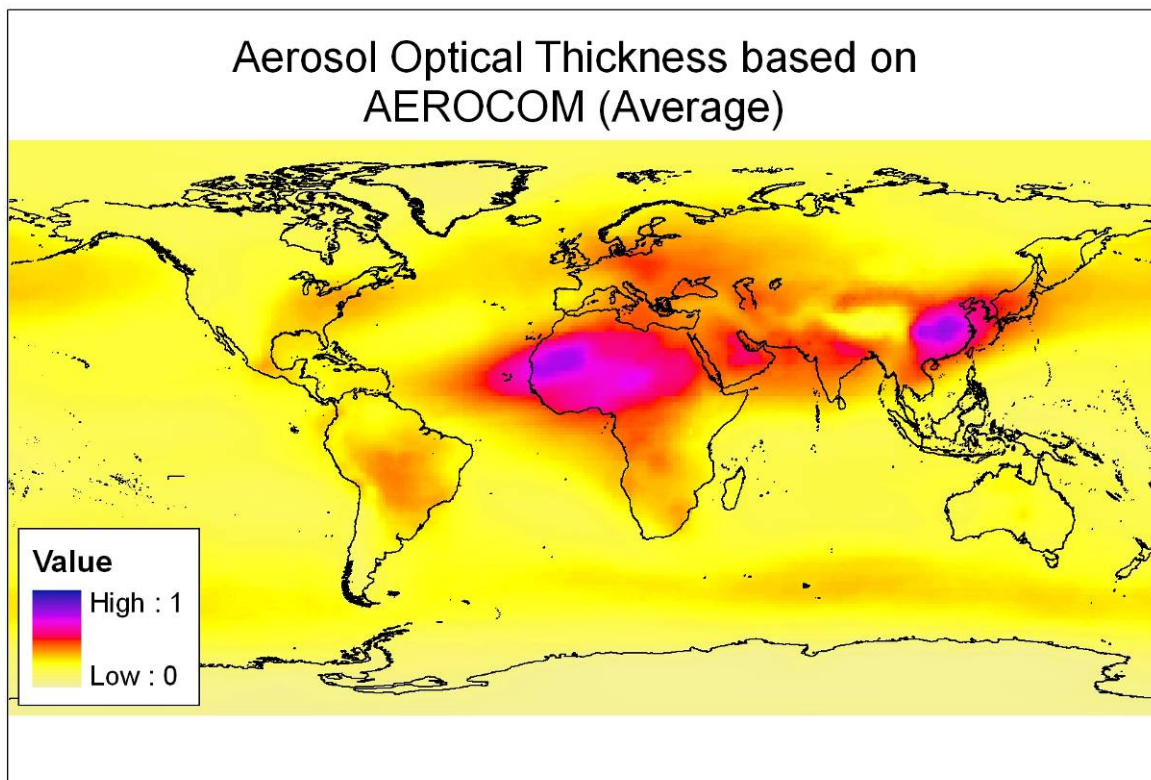 Aerosol Optical Thickness based on
AEROCOM (Average)
Value
High : 1
Low : 0